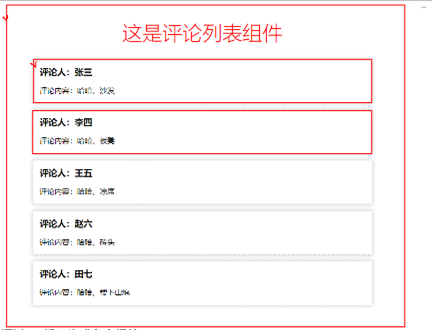 这是评论列表组件
评论人：张三
评论内容：哈哈，沙发
评论人：李四
评论内容：哈哈，板凳
评论人：王五
评论内容：哈哈，凉席
评论人：赵六
评论内容：哈哈，砖头
评论人：田七
评论内容：哈哈，楼下山炮